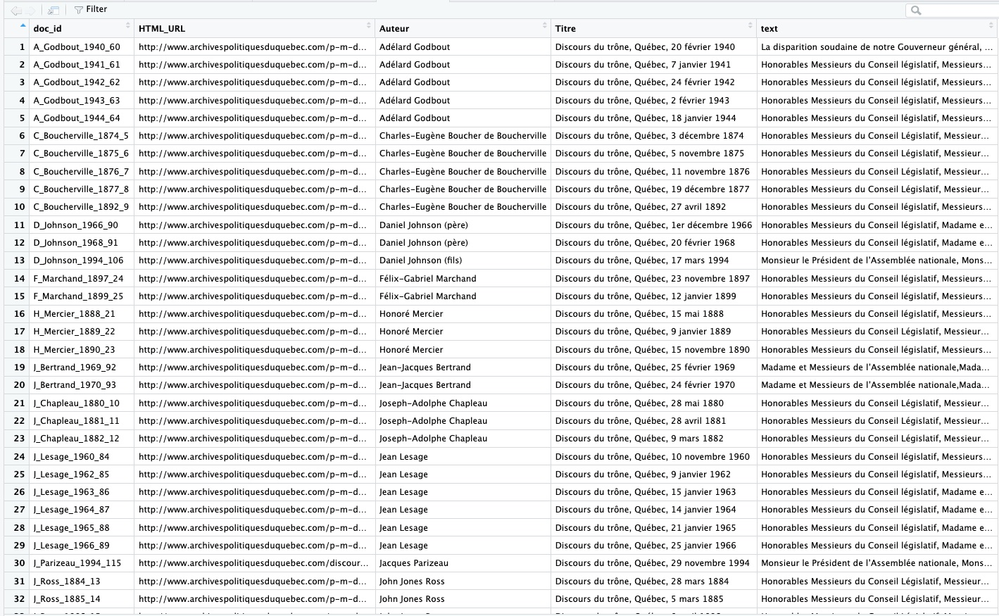 Filter
doc_id HTML_URL Auteur Titre text
1 A_Godbout_1940_60 http://www.archivespolitiquesduquebec.com/p-m-d... Adélard Godbout Discours du trône, Québec, 20 février 1940 La disparition soudaine de notre Gouverneur général, ...
2 A_Godbout_1941_61 http://www.archivespolitiquesduquebec.com/p-m-d... Adélard Godbout Discours du trône, Québec, 7 janvier 1941 Honorables Messieurs du Conseil législatif, Messieurs...
3 A_Godbout_1942_62 http://www.archivespolitiquesduquebec.com/p-m-d... Adélard Godbout Discours du trône, Québec, 24 février 1942 Honorables Messieurs du Conseil législatif, Messieurs...
4 A_Godbout_1943_63 http://www.archivespolitiquesduquebec.com/p-m-d... Adélard Godbout Discours du trône, Québec, 2 février 1943 Honorables Messieurs du Conseil législatif, Messieurs...
5 A_Godbout_1944_64 http://www.archivespolitiquesduquebec.com/p-m-d... Adélard Godbout Discours du trône, Québec, 18 janvier 1944 Honorables Messieurs du Conseil législatif, Messieurs...
6 C_Boucherville_1874_5 http://www.archivespolitiquesduquebec.com/p-m-d... Charles-Eugène Boucher de Boucherville Discours du trône, Québec, 3 décembre 1874 Honorables Messieurs du Conseil Législatif, Messieur...
7 C_Boucherville_1875_6 http://www.archivespolitiquesduquebec.com/p-m-d... Charles-Eugène Boucher de Boucherville Discours du trône, Québec, 5 novembre 1875 Honorables Messieurs du Conseil Législatif, Messieur...
8 C_Boucherville_1876_7 http://www.archivespolitiquesduquebec.com/p-m-d... Charles-Eugène Boucher de Boucherville Discours du trône, Québec, 11 novembre 1876 Honorables Messieurs du Conseil Législatif, Messieur...
9 C_Boucherville_1877_8 http://www.archivespolitiquesduquebec.com/p-m-d... Charles-Eugène Boucher de Boucherville Discours du trône, Québec, 19 décembre 1877 Honorables Messieurs du Conseil Législatif, Messieur...
10 C_Boucherville_1892_9 http://www.archivespolitiquesduquebec.com/p-m-d... Charles-Eugène Boucher de Boucherville Discours du trône, Québec, 27 avril 1892 Honorables Messieurs du Conseil législatif, Messieurs...
11 D_Johnson_1966_90 http://www.archivespolitiquesduquebec.com/p-m-d... Daniel Johnson (père) Discours du trône, Québec, 1er décembre 1966 Honorables Messieurs du Conseil législatif, Madame e...
12 D_Johnson_1968_91 http://www.archivespolitiquesduquebec.com/p-m-d... Daniel Johnson (père) Discours du trône, Québec, 20 février 1968 Honorables Messieurs du Conseil législatif, Madame e...
13 D_Johnson_1994_106 http://www.archivespolitiquesduquebec.com/p-m-d... Daniel Johnson (fils) Discours du trône, Québec, 17 mars 1994 Monsieur le Président de l'Assemblée nationale, Mons...
14 F_Marchand_1897_24 http://www.archivespolitiquesduquebec.com/p-m-d... Félix-Gabriel Marchand Discours du trône, Québec, 23 novembre 1897 Honorables Messieurs du Conseil législatif, Messieurs...
15 F_Marchand_1899_25 http://www.archivespolitiquesduquebec.com/p-m-d... Félix-Gabriel Marchand Discours du trône, Québec, 12 janvier 1899 Honorables Messieurs du Conseil législatif, Messieurs...
16 H_Mercier_1888_21 http://www.archivespolitiquesduquebec.com/p-m-d... Honoré Mercier Discours du trône, Québec, 15 mai 1888 Honorables Messieurs du Conseil législatif, Messieurs...
17 H_Mercier_1889_22 http://www.archivespolitiquesduquebec.com/p-m-d... Honoré Mercier Discours du trône, Québec, 9 janvier 1889 Honorables Messieurs du Conseil Législatif, Messieur...
18 H_Mercier_1890_23 http://www.archivespolitiquesduquebec.com/p-m-d... Honoré Mercier Discours du trône, Québec, 15 novembre 1890 Honorables Messieurs du Conseil législatif, Messieurs...
19 J_Bertrand_1969_92 http://www.archivespolitiquesduquebec.com/p-m-d... Jean-Jacques Bertrand Discours du trône, Québec, 25 février 1969 Madame et Messieurs de l'Assemblée nationale,Mada...
20 J_Bertrand_1970_93 http://www.archivespolitiquesduquebec.com/p-m-d... Jean-Jacques Bertrand Discours du trône, Québec, 24 février 1970 Madame et Messieurs de l'Assemblée nationale,Mada...
21 J_Chapleau_1880_10 http://www.archivespolitiquesduquebec.com/p-m-d... Joseph-Adolphe Chapleau Discours du trône, Québec, 28 mai 1880 Honorables Messieurs du Conseil Législatif, Messieur...
22 J_Chapleau_1881_11 http://www.archivespolitiquesduquebec.com/p-m-d... Joseph-Adolphe Chapleau Discours du trône, Québec, 28 avril 1881 Honorables Messieurs du Conseil Législatif, Messieur...
23 J_Chapleau_1882_12 http://www.archivespolitiquesduquebec.com/p-m-d... Joseph-Adolphe Chapleau Discours du trône, Québec, 9 mars 1882 Honorables Messieurs du Conseil Législatif, Messieur...
24 J_Lesage_1960_84 http://www.archivespolitiquesduquebec.com/p-m-d... Jean Lesage Discours du trône, Québec, 10 novembre 1960 Honorables Messieurs du Conseil législatif, Messieurs...
25 J_Lesage_1962_85 http://www.archivespolitiquesduquebec.com/p-m-d... Jean Lesage Discours du trône, Québec, 9 janvier 1962 Honorables Messieurs du Conseil législatif, Messieurs...
26 J_Lesage_1963_86 http://www.archivespolitiquesduquebec.com/p-m-d... Jean Lesage Discours du trône, Québec, 15 janvier 1963 Honorables Messieurs du Conseil législatif, Madame e...
27 J_Lesage_1964_87 http://www.archivespolitiquesduquebec.com/p-m-d... Jean Lesage Discours du trône, Québec, 14 janvier 1964 Honorables Messieurs du Conseil législatif, Madame e...
28 J_Lesage_1965_88 http://www.archivespolitiquesduquebec.com/p-m-d... Jean Lesage Discours du trône, Québec, 21 janvier 1965 Honorables Messieurs du Conseil législatif, Madame e...
29 J_Lesage_1966_89 http://www.archivespolitiquesduquebec.com/p-m-d... Jean Lesage Discours du trône, Québec, 25 janvier 1966 Honorables Messieurs du Conseil législatif, Madame e...
30 J_Parizeau_1994_115 http://www.archivespolitiquesduquebec.com/discour... Jacques Parizeau Discours du trône, Québec, 29 novembre 1994 Monsieur le Président de l'Assemblée nationale, Mons...
31 J_Ross_1884_13 http://www.archivespolitiquesduquebec.com/p-m-d... John Jones Ross Discours du trône, Québec, 28 mars 1884 Honorables Messieurs du Conseil Législatif, Messieur...
32 J_Ross_1885_14 http://www.archivespolitiquesduquebec.com/p-m-d... John Jones Ross Discours du trône, Québec, 5 mars 1885 Honorables Messieurs du Conseil Législatif, Messieur...